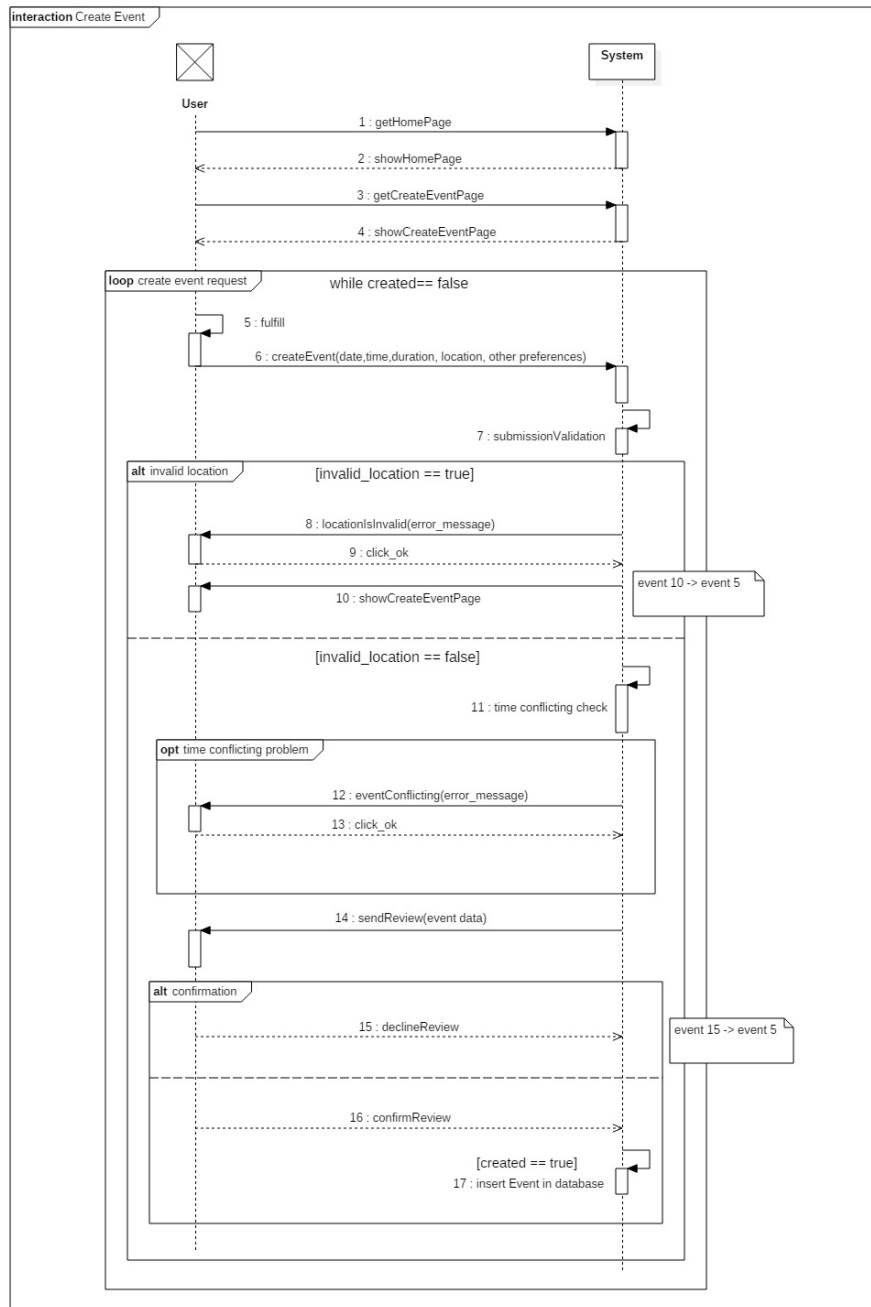 interaction Create Event
System
User
1 : getHomePage
2 : showHomePage
3 : getCreateEventPage
4 : showCreateEventPage
loop create event request
while created== false
5 : fulfill
6 : createEvent(date,time,duration, location, other preferences)
7 : submissionValidation
alt invalid location
[invalid_location == true]
8 : locationIsInvalid(error_message)
9 : click_ok
event 10 -> event 5
10 : showCreateEventPage
[invalid_location == false]
11 : time conflicting check
opt time conflicting problem
12 : eventConflicting(error_message)
13 : click_ok
14 : sendReview(event data)
alt confirmation
15 : declineReview
event 15 -> event 5
16 : confirmReview
[created == true]
17 : insert Event in database